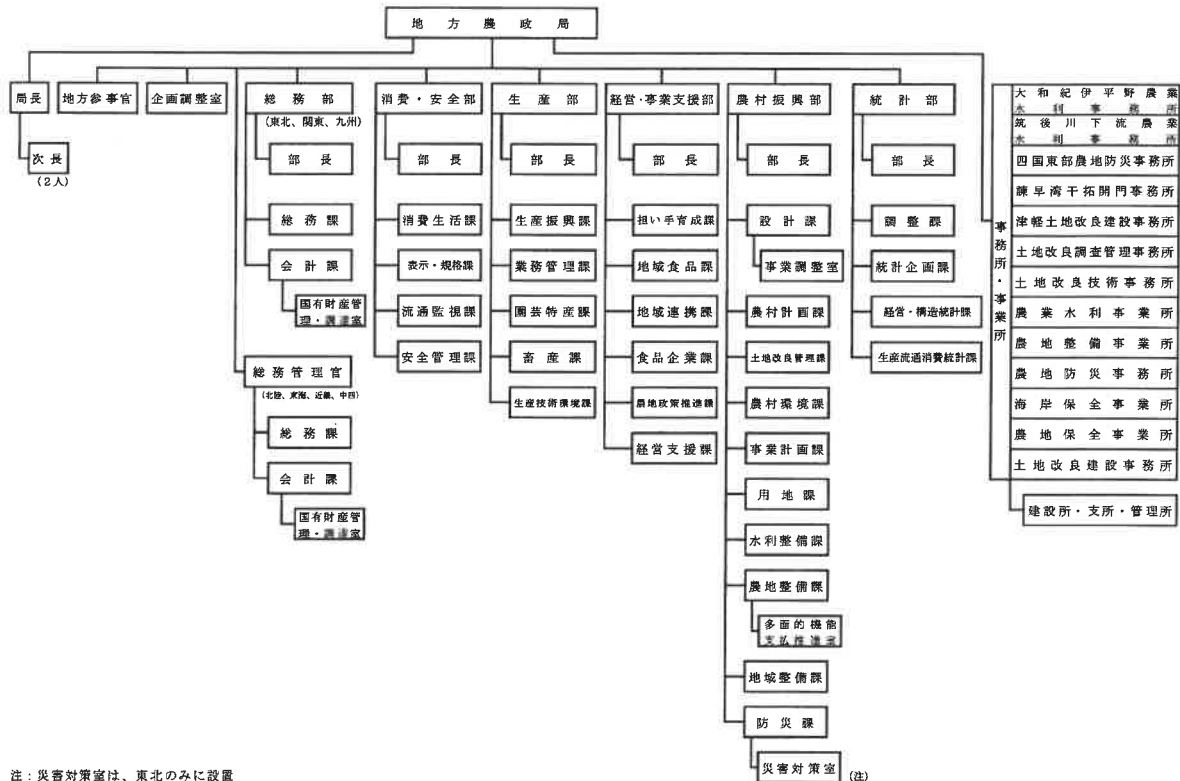 地方農政局
局長
次長
(2人)
地方参事官
企画調整室
総務部
(東北、関東、九州)
部長
総務課
会計課
国有財産管
理・調達室
総務管理官
(北陸、東海、近畿、中四)
総務課
会計課
国有財産管
理・調達室
消費・安全部
部長
消費生活課
表示・規格課
流通監視課
安全管理課
生産部
部長
生産振興課
業務管理課
園芸特産課
畜産課
生産技術環境課
経営・事業支援部
部長
担い手育成課
地域食品課
地域連携課
食品企業課
農地政策推進課
経営支援課
農村振興部
部長
設計課
事業調整室
農村計画課
土地改良管理課
農村環境課
事業計画課
用地課
水利整備課
農地整備課
多面的機能
支払推進室
地域整備課
防災課
災害対策室
(注)
統計部
部長
調整課
統計企画課
経営・構造統計課
生産流通消費統計課
事務所・事業所
大和紀伊平野農業
水利事務所
筑後川下流農業
水利事務所
四国東部農地防災事務所
諫早湾干拓開門事務所
津軽土地改良建設事務所
土地改良調査管理事務所
土地改良技術事務所
農業水利事業所
農地整備事業所
農地防災事務所
海岸保全事業所
農地保全事業所
土地改良建設事務所
建設所・支所・管理所
注：災害対策室は、東北のみに設置